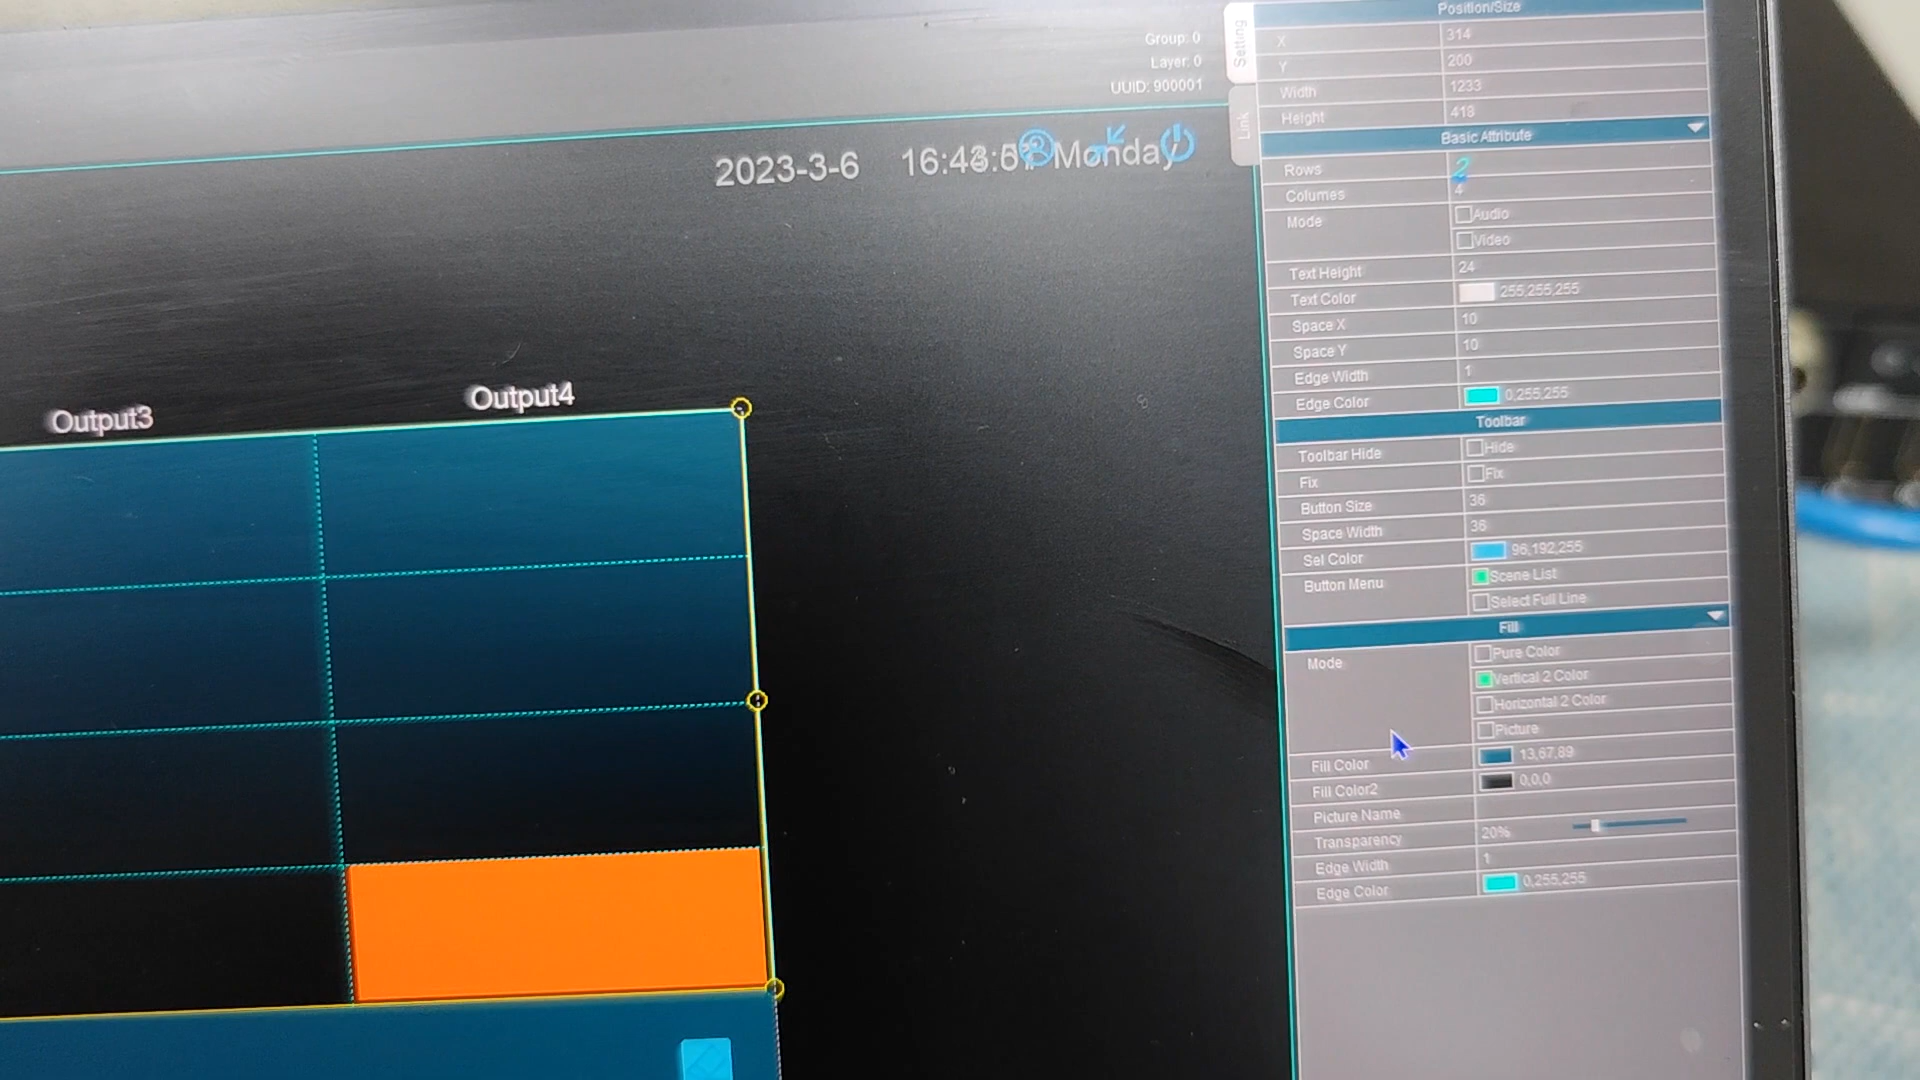 Group: 0
Layer: 0
UUID: 900001
2023-3-6 Monday
Output3
Output4
Setting
Link
Position/Size
X 314
Y 200
Width 1233
Height 418
Basic Attribute
Rows 2
Columes 4
Mode Audio
Video
Text Height 24
Text Color 255,255,255
Space X 10
Space Y 10
Edge Width 1
Edge Color 0,255,255
Toolbar
Toolbar Hide Hide
Fix Fix
Button Size 36
Space Width 36
Sel Color 96,192,255
Button Menu Scene List
Select Full Line
Fill
Mode Pure Color
Vertical 2 Color
Horizontal 2 Color
Picture
Fill Color 13,67,89
Fill Color2 0,0,0
Picture Name
Transparency 20%
Edge Width 1
Edge Color 0,255,255